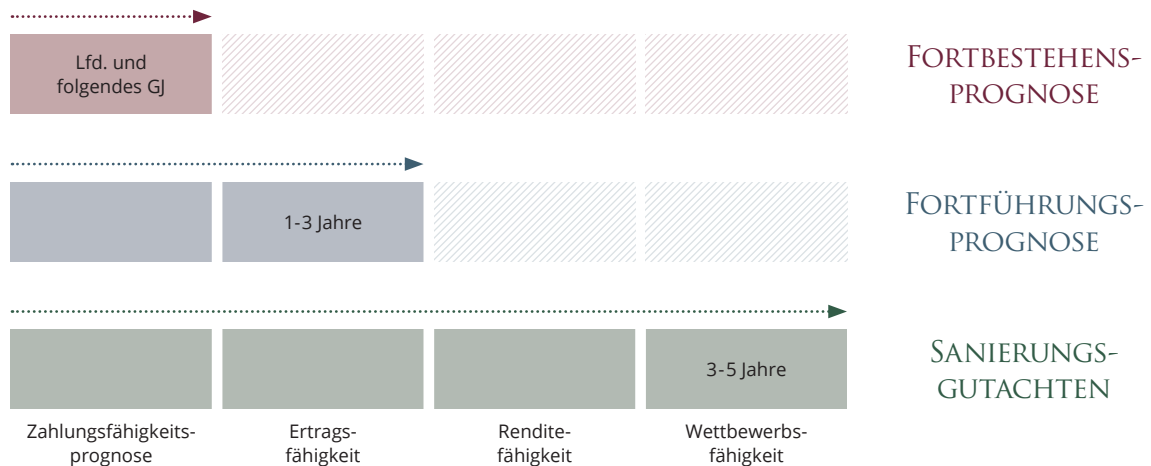 Lfd. und
folgendes GJ
FORTBESTEHENS-
PROGNOSE
1-3 Jahre
FORTFÜHRUNGS-
PROGNOSE
3-5 Jahre
SANIERUNGS-
GUTACHTEN
Zahlungsfähigkeits-
prognose
Ertrags-
fähigkeit
Rendite-
fähigkeit
Wettbewerbs-
fähigkeit